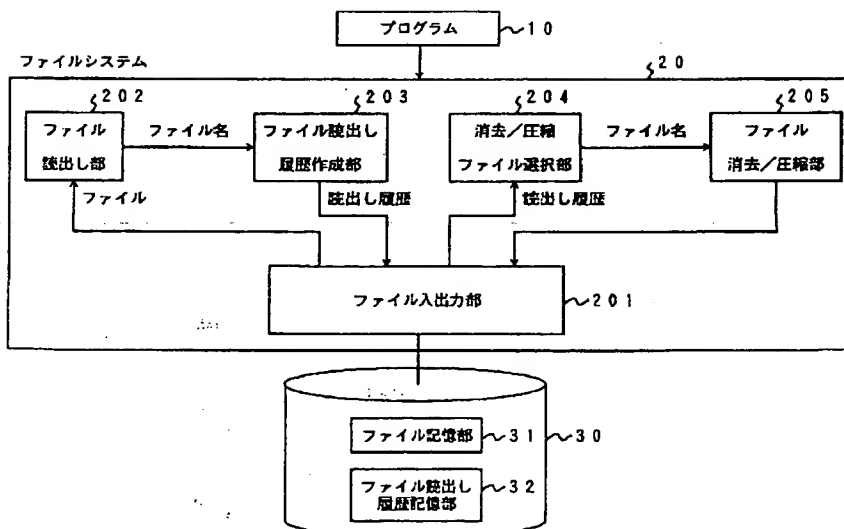 プログラム
10
ファイルシステム
20
202
203
204
205
ファイル
読出し部
ファイル名
ファイル読出し
履歴作成部
消去/圧縮
ファイル選択部
ファイル名
ファイル
消去/圧縮部
ファイル
読出し履歴
読出し履歴
ファイル入出力部
201
ファイル記憶部
31
30
ファイル読出し
履歴記憶部
32